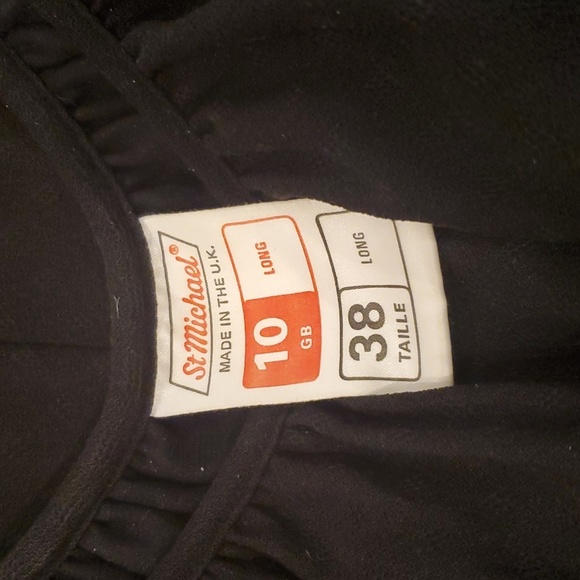 St Michael®
MADE IN THE U.K.
10 LONG
GB
38 LONG
TAILLE